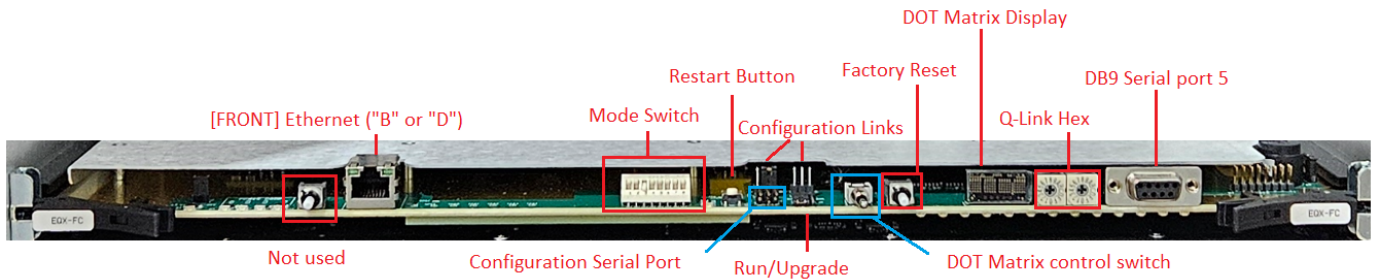 DOT Matrix Display
Restart Button
Factory Reset
DB9 Serial port 5
[FRONT] Ethernet ("B" or "D")
Mode Switch
Configuration Links
Q-Link Hex
EQX-FC
EQX-FC
Not used
Configuration Serial Port
Run/Upgrade
DOT Matrix control switch